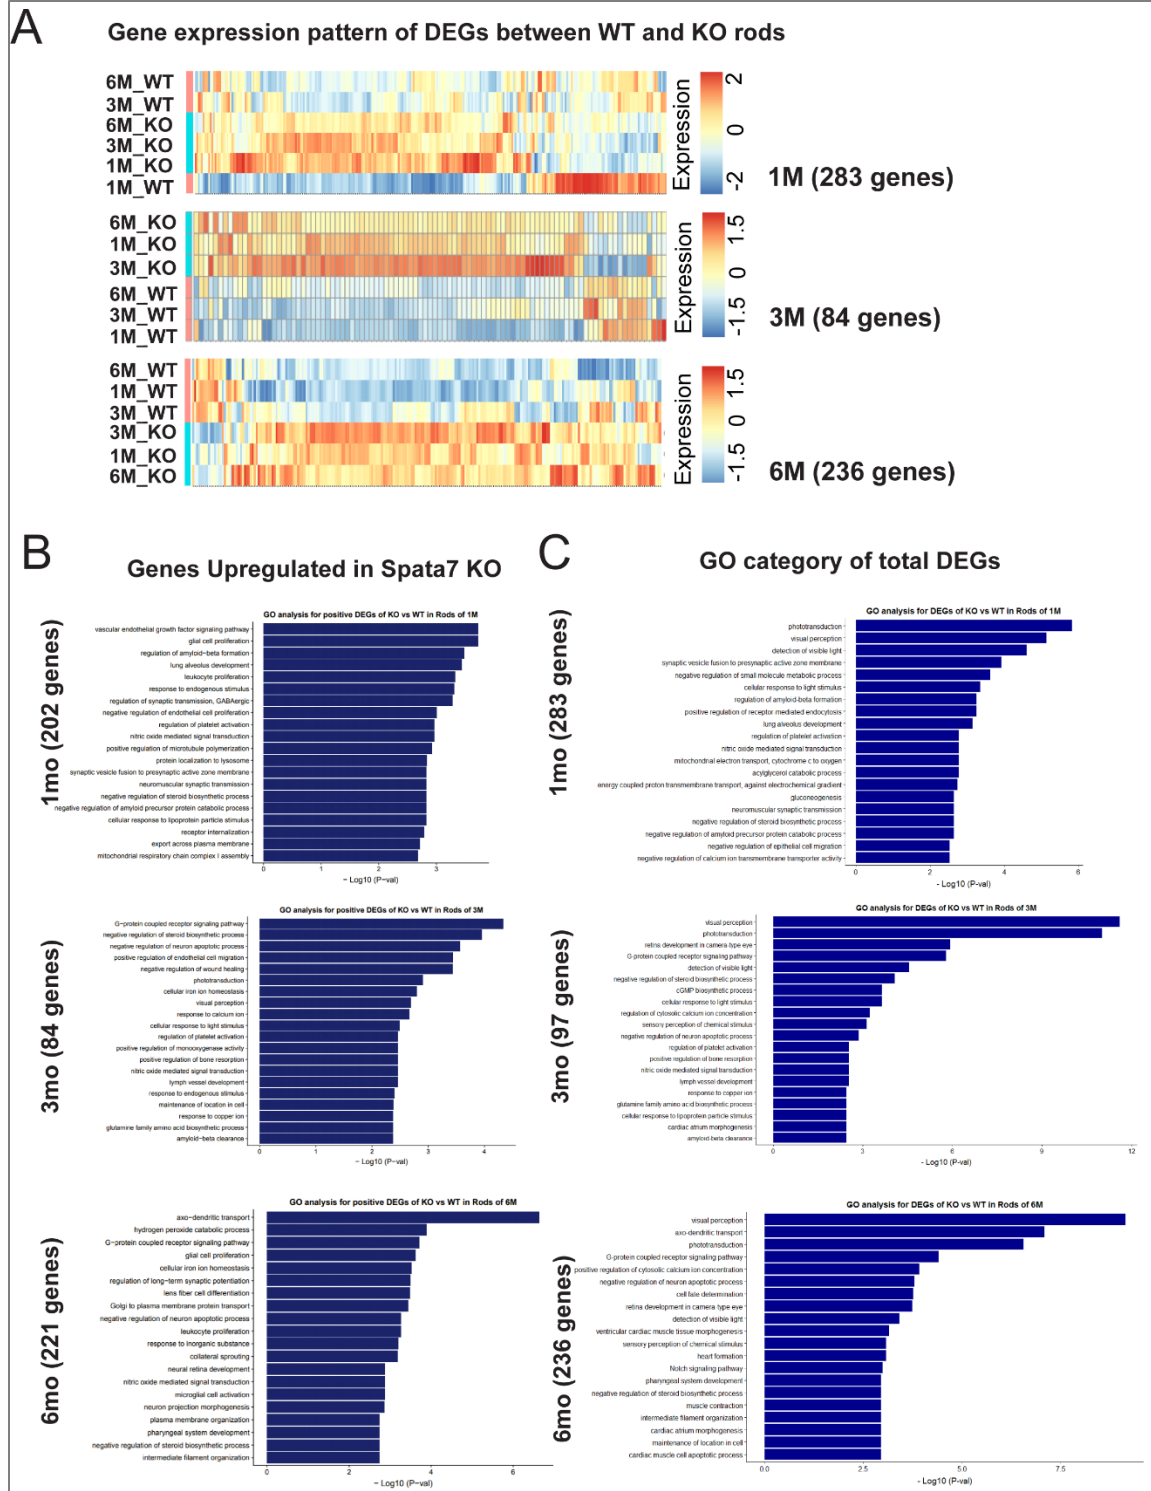 A
Gene expression pattern of DEGs between WT and KO rods
6M_WT
3M_WT
6M_KO
3M_KO
1M_KO
1M_WT
Expression
2
0
-2
1M (283 genes)
6M_KO
1M_KO
3M_KO
6M_WT
3M_WT
1M_WT
Expression
1.5
0
-1.5
3M (84 genes)
6M_WT
1M_WT
3M_WT
3M_KO
1M_KO
6M_KO
Expression
1.5
0
-1.5
6M (236 genes)
B
Genes Upregulated in Spata7 KO
1mo (202 genes)
GO analysis for positive DEGs of KO vs WT in Rods of 1M
vascular endothelial growth factor signaling pathway
glial cell proliferation
regulation of amyloid-beta formation
lung alveolus development
leukocyte proliferation
response to endogenous stimulus
regulation of synaptic transmission, GABAergic
negative regulation of endothelial cell proliferation
regulation of platelet activation
nitric oxide mediated signal transduction
positive regulation of microtubule polymerization
protein localization to lysosome
synaptic vesicle fusion to presynaptic active zone membrane
neuromuscular synaptic transmission
negative regulation of steroid biosynthetic process
negative regulation of amyloid precursor protein catabolic process
cellular response to lipoprotein particle stimulus
receptor internalization
export across plasma membrane
mitochondrial respiratory chain complex I assembly
0 1 2 3
− Log10 (P-val)
3mo (84 genes)
GO analysis for positive DEGs of KO vs WT in Rods of 3M
G-protein coupled receptor signaling pathway
negative regulation of steroid biosynthetic process
negative regulation of neuron apoptotic process
positive regulation of endothelial cell migration
negative regulation of wound healing
phototransduction
cellular iron ion homeostasis
visual perception
response to calcium ion
cellular response to light stimulus
regulation of platelet activation
positive regulation of monooxygenase activity
positive regulation of bone resorption
nitric oxide mediated signal transduction
lymph vessel development
response to endogenous stimulus
maintenance of location in cell
response to copper ion
glutamine family amino acid biosynthetic process
amyloid-beta clearance
0 1 2 3 4
− Log10 (P-val)
6mo (221 genes)
GO analysis for positive DEGs of KO vs WT in Rods of 6M
axo-dendritic transport
hydrogen peroxide catabolic process
G-protein coupled receptor signaling pathway
glial cell proliferation
cellular iron ion homeostasis
regulation of long-term synaptic potentiation
lens fiber cell differentiation
Golgi to plasma membrane protein transport
negative regulation of neuron apoptotic process
leukocyte proliferation
response to inorganic substance
collateral sprouting
neural retina development
nitric oxide mediated signal transduction
microglial cell activation
neuron projection morphogenesis
plasma membrane organization
pharyngeal system development
negative regulation of steroid biosynthetic process
intermediate filament organization
0 2 4 6
− Log10 (P-val)
C
GO category of total DEGs
1mo (283 genes)
GO analysis for DEGs of KO vs WT in Rods of 1M
phototransduction
visual perception
detection of visible light
synaptic vesicle fusion to presynaptic active zone membrane
negative regulation of small molecule metabolic process
cellular response to light stimulus
regulation of amyloid-beta formation
positive regulation of receptor mediated endocytosis
lung alveolus development
regulation of platelet activation
nitric oxide mediated signal transduction
mitochondrial electron transport, cytochrome c to oxygen
acylglycerol catabolic process
energy coupled proton transmembrane transport, against electrochemical gradient
gluconeogenesis
neuromuscular synaptic transmission
negative regulation of steroid biosynthetic process
negative regulation of amyloid precursor protein catabolic process
negative regulation of epithelial cell migration
negative regulation of calcium ion transmembrane transporter activity
0 2 4 6
- Log10 (P-val)
3mo (97 genes)
GO analysis for DEGs of KO vs WT in Rods of 3M
visual perception
phototransduction
retina development in camera-type eye
G-protein coupled receptor signaling pathway
detection of visible light
negative regulation of steroid biosynthetic process
cGMP biosynthetic process
cellular response to light stimulus
regulation of cytosolic calcium ion concentration
sensory perception of chemical stimulus
negative regulation of neuron apoptotic process
regulation of platelet activation
positive regulation of bone resorption
nitric oxide mediated signal transduction
lymph vessel development
response to copper ion
glutamine family amino acid biosynthetic process
cellular response to lipoprotein particle stimulus
cardiac atrium morphogenesis
amyloid-beta clearance
0 3 6 9 12
- Log10 (P-val)
6mo (236 genes)
GO analysis for DEGs of KO vs WT in Rods of 6M
visual perception
axo-dendritic transport
phototransduction
G-protein coupled receptor signaling pathway
positive regulation of cytosolic calcium ion concentration
negative regulation of neuron apoptotic process
cell fate determination
retina development in camera-type eye
detection of visible light
ventricular cardiac muscle tissue morphogenesis
sensory perception of chemical stimulus
heart formation
Notch signaling pathway
pharyngeal system development
negative regulation of steroid biosynthetic process
muscle contraction
intermediate filament organization
cardiac atrium morphogenesis
maintenance of location in cell
cardiac muscle cell apoptotic process
0.0 2.5 5.0 7.5
- Log10 (P-val)